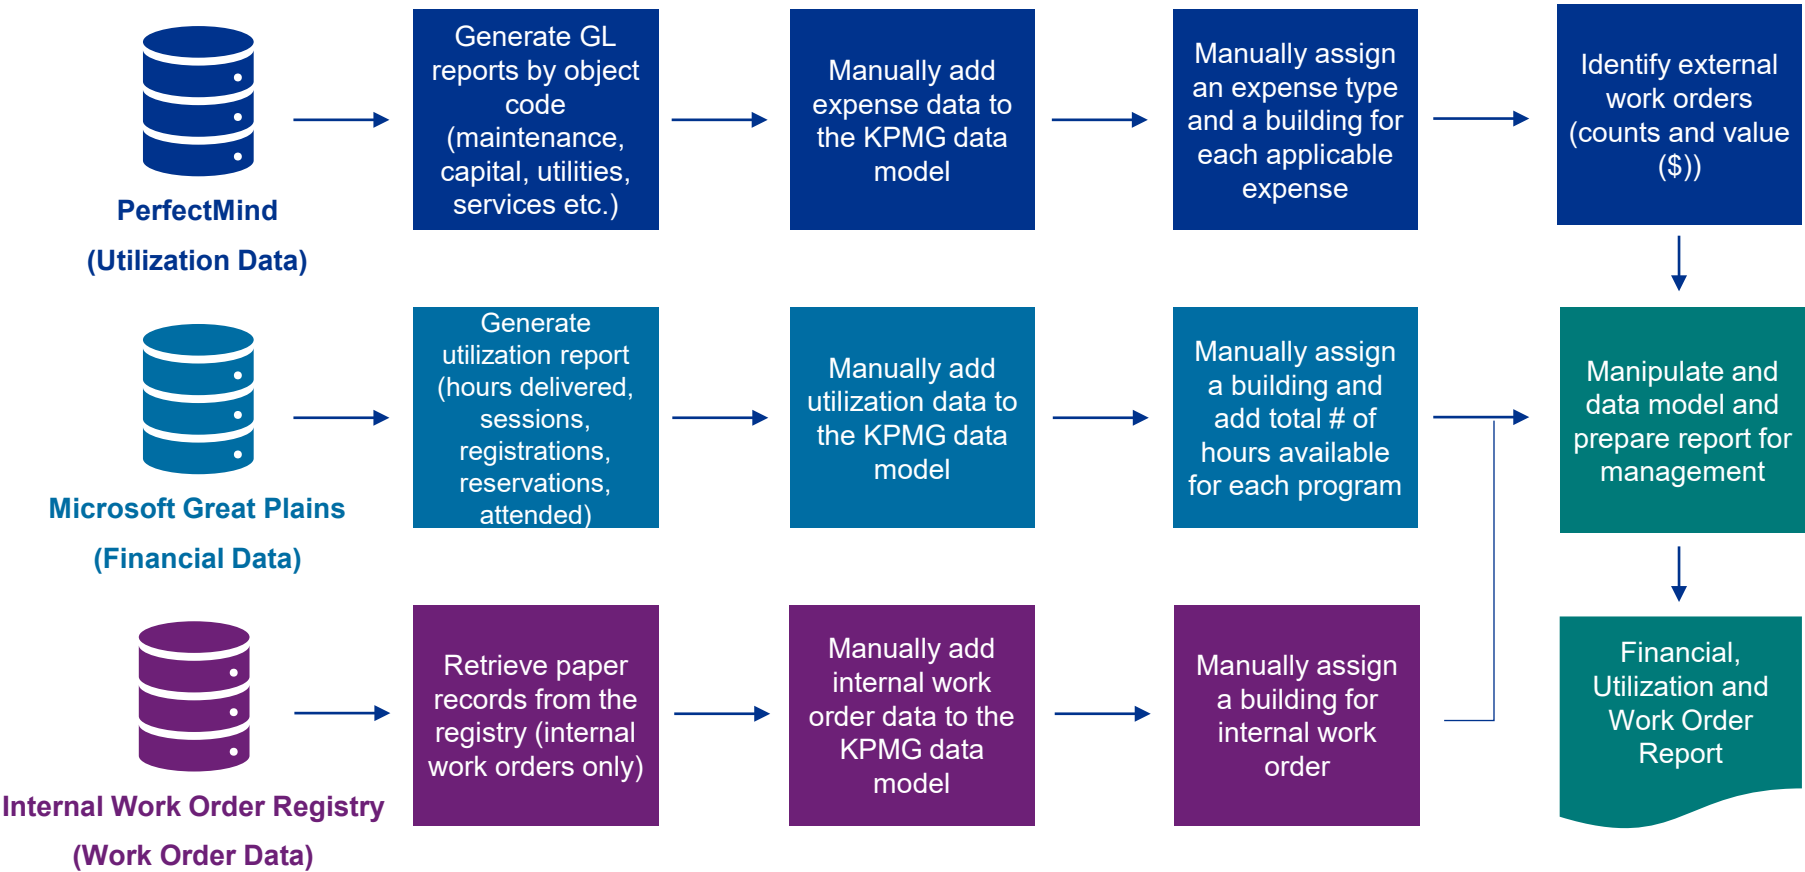 PerfectMind
(Utilization Data)
Generate GL
reports by object
code
(maintenance,
capital, utilities,
services etc.)
Manually add
expense data to
the KPMG data
model
Manually assign
an expense type
and a building for
each applicable
expense
Identify external
work orders
(counts and value
($))
Microsoft Great Plains
(Financial Data)
Generate
utilization report
(hours delivered,
sessions,
registrations,
reservations,
attended)
Manually add
utilization data to
the KPMG data
model
Manually assign
a building and
add total # of
hours available
for each program
Manipulate and
data model and
prepare report for
management
Internal Work Order Registry
(Work Order Data)
Retrieve paper
records from the
registry (internal
work orders only)
Manually add
internal work
order data to the
KPMG data
model
Manually assign
a building for
internal work
order
Financial,
Utilization and
Work Order
Report